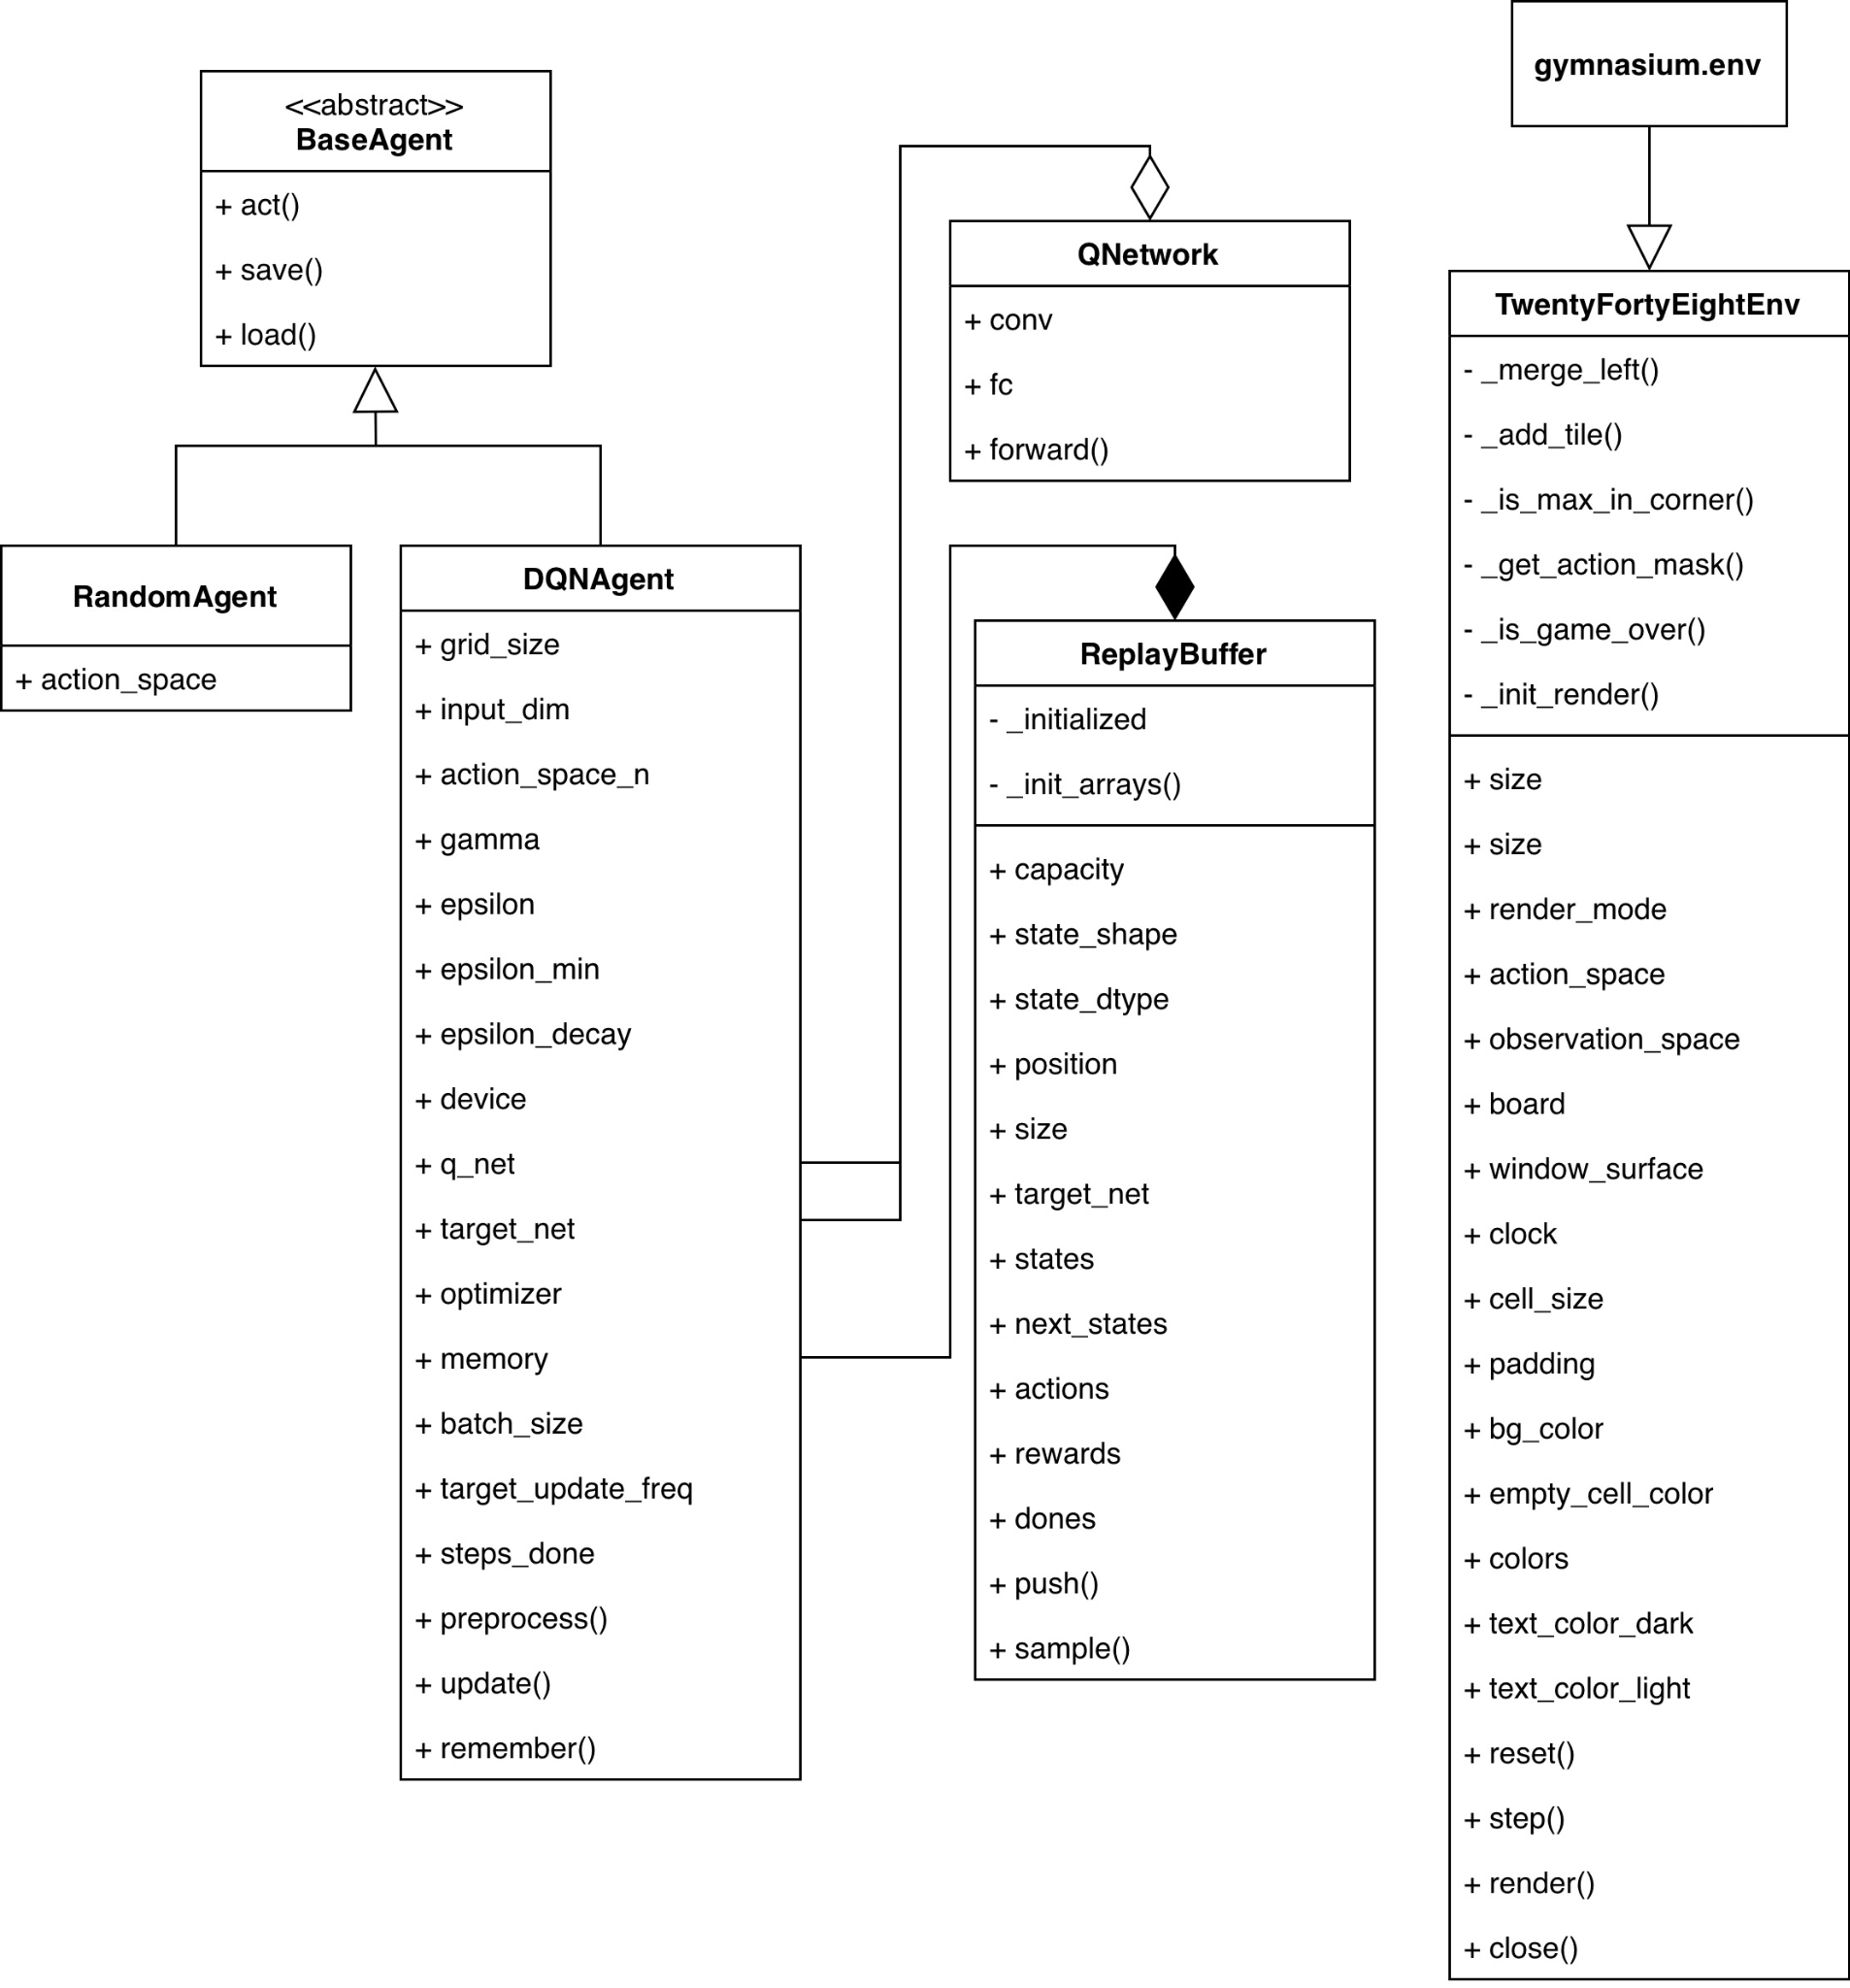 <<abstract>>
BaseAgent
+ act()
+ save()
+ load()
RandomAgent
+ action_space
DQNAgent
+ grid_size
+ input_dim
+ action_space_n
+ gamma
+ epsilon
+ epsilon_min
+ epsilon_decay
+ device
+ q_net
+ target_net
+ optimizer
+ memory
+ batch_size
+ target_update_freq
+ steps_done
+ preprocess()
+ update()
+ remember()
QNetwork
+ conv
+ fc
+ forward()
ReplayBuffer
- _initialized
- _init_arrays()
+ capacity
+ state_shape
+ state_dtype
+ position
+ size
+ target_net
+ states
+ next_states
+ actions
+ rewards
+ dones
+ push()
+ sample()
gymnasium.env
TwentyFortyEightEnv
- _merge_left()
- _add_tile()
- _is_max_in_corner()
- _get_action_mask()
- _is_game_over()
- _init_render()
+ size
+ size
+ render_mode
+ action_space
+ observation_space
+ board
+ window_surface
+ clock
+ cell_size
+ padding
+ bg_color
+ empty_cell_color
+ colors
+ text_color_dark
+ text_color_light
+ reset()
+ step()
+ render()
+ close()